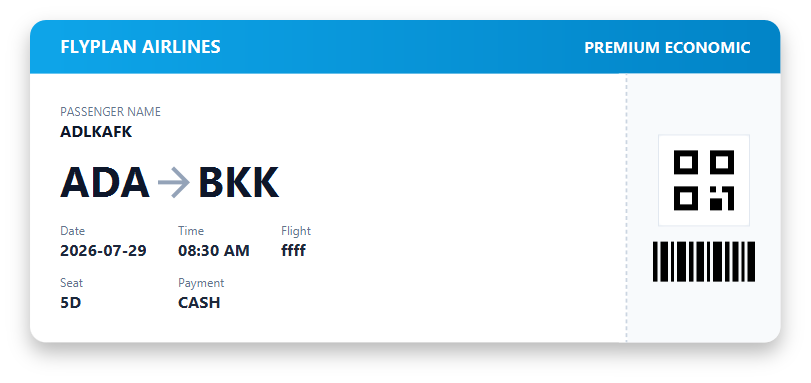 FLYPLAN AIRLINES
PREMIUM ECONOMIC
PASSENGER NAME
ADLKAFK
ADA → BKK
Date Time Flight
2026-07-29 08:30 AM ffff
Seat Payment
5D CASH